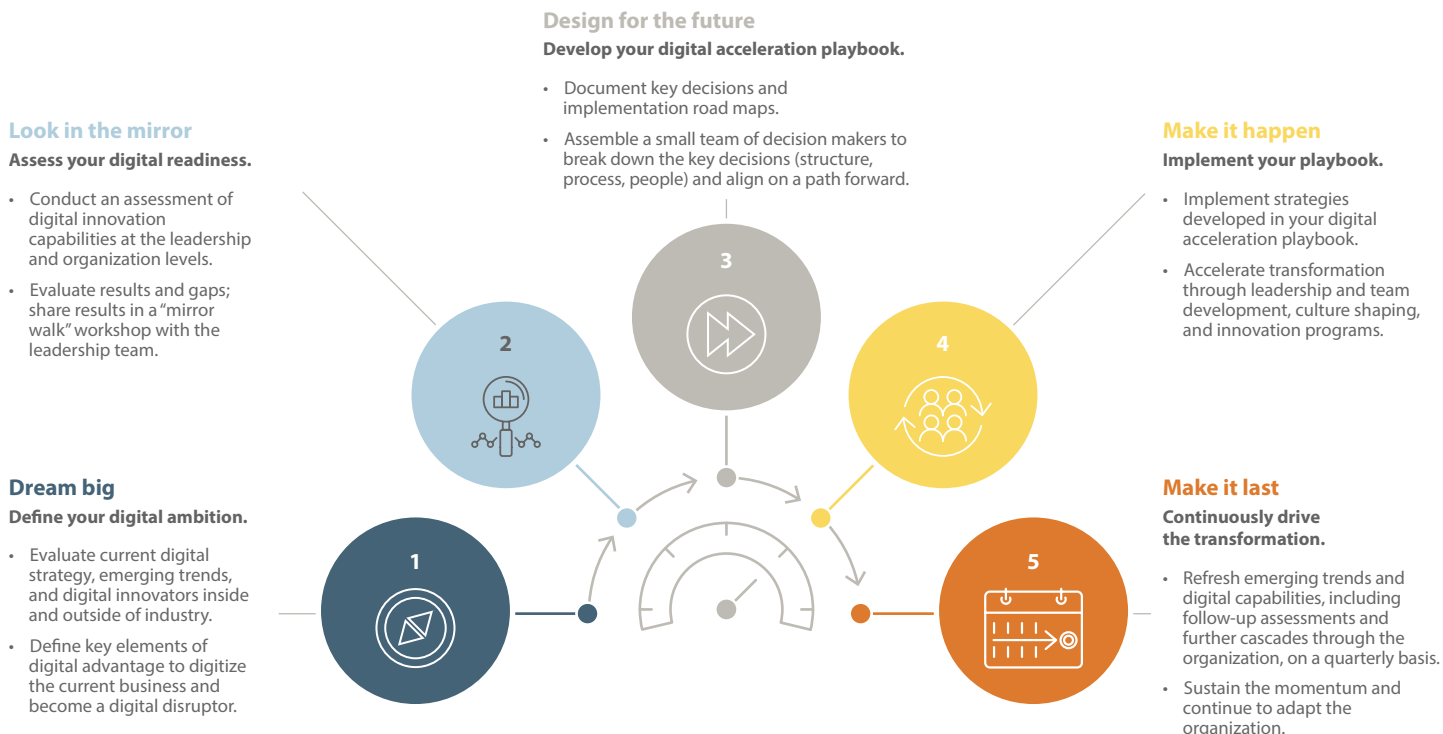 Dream big
Define your digital ambition.
• Evaluate current digital
strategy, emerging trends,
and digital innovators inside
and outside of industry.
• Define key elements of
digital advantage to digitize
the current business and
become a digital disruptor.
1
Look in the mirror
Assess your digital readiness.
• Conduct an assessment of
digital innovation
capabilities at the leadership
and organization levels.
• Evaluate results and gaps;
share results in a “mirror
walk” workshop with the
leadership team.
2
Design for the future
Develop your digital acceleration playbook.
• Document key decisions and
implementation road maps.
• Assemble a small team of decision makers to
break down the key decisions (structure,
process, people) and align on a path forward.
3
Make it happen
Implement your playbook.
• Implement strategies
developed in your digital
acceleration playbook.
• Accelerate transformation
through leadership and team
development, culture shaping,
and innovation programs.
4
Make it last
Continuously drive
the transformation.
• Refresh emerging trends and
digital capabilities, including
follow-up assessments and
further cascades through the
organization, on a quarterly basis.
• Sustain the momentum and
continue to adapt the
organization.
5